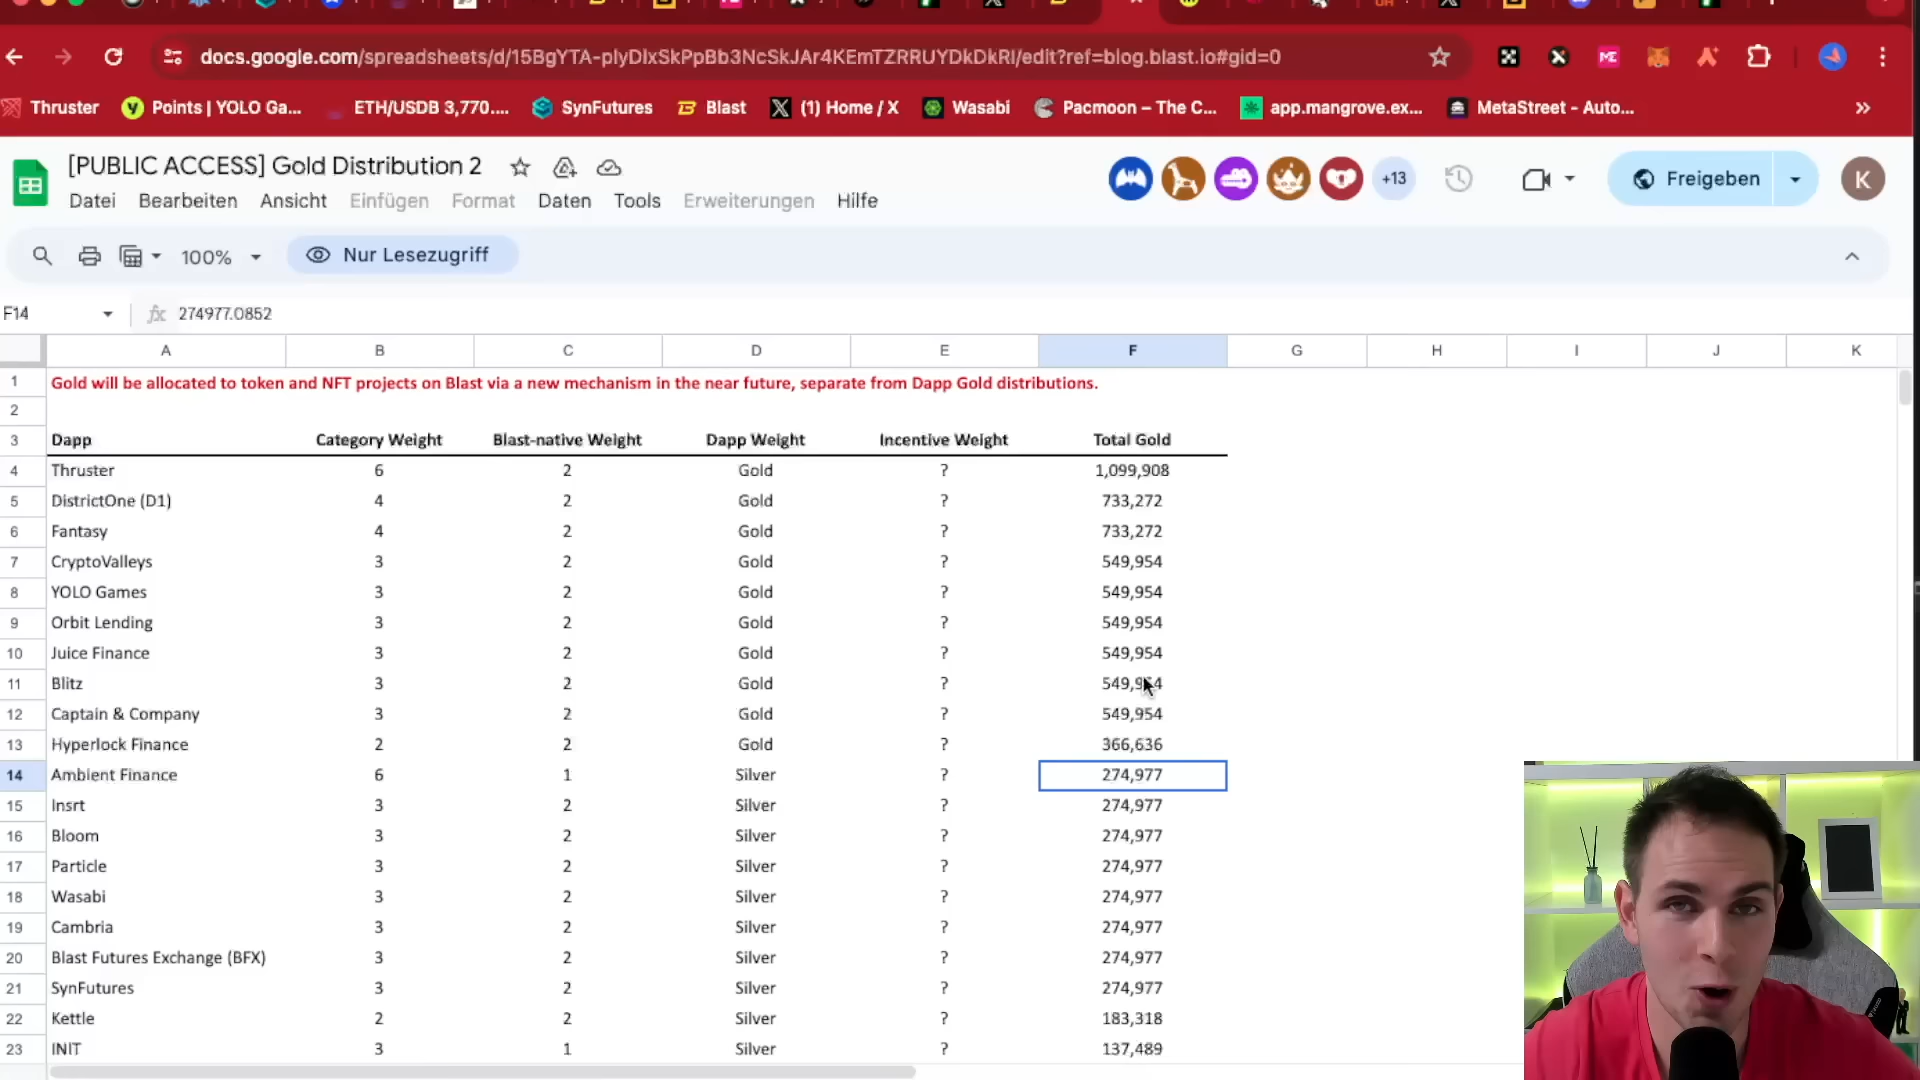 docs.google.com/spreadsheets/d/15BgYTA-plyDlxSkPpBb3NcSkJAr4KEmTZRRUYDkDkRl/edit?ref=blog.blast.io#gid=0
Thruster Points | YOLO Ga... ETH/USDB 3,770.... SynFutures Blast (1) Home / X Wasabi Pacmoon – The C... app.mangrove.ex... MetaStreet - Auto... »
[PUBLIC ACCESS] Gold Distribution 2
+13 Freigeben K
Datei Bearbeiten Ansicht Einfügen Format Daten Tools Erweiterungen Hilfe
100% Nur Lesezugriff
F14 fx 274977.0852
A B C D E F G H I J K
1 Gold will be allocated to token and NFT projects on Blast via a new mechanism in the near future, separate from Dapp Gold distributions.
2
3 Dapp Category Weight Blast-native Weight Dapp Weight Incentive Weight Total Gold
4 Thruster 6 2 Gold ? 1,099,908
5 DistrictOne (D1) 4 2 Gold ? 733,272
6 Fantasy 4 2 Gold ? 733,272
7 CryptoValleys 3 2 Gold ? 549,954
8 YOLO Games 3 2 Gold ? 549,954
9 Orbit Lending 3 2 Gold ? 549,954
10 Juice Finance 3 2 Gold ? 549,954
11 Blitz 3 2 Gold ? 549,954
12 Captain & Company 3 2 Gold ? 549,954
13 Hyperlock Finance 2 2 Gold ? 366,636
14 Ambient Finance 6 1 Silver ? 274,977
15 Insrt 3 2 Silver ? 274,977
16 Bloom 3 2 Silver ? 274,977
17 Particle 3 2 Silver ? 274,977
18 Wasabi 3 2 Silver ? 274,977
19 Cambria 3 2 Silver ? 274,977
20 Blast Futures Exchange (BFX) 3 2 Silver ? 274,977
21 SynFutures 3 2 Silver ? 274,977
22 Kettle 2 2 Silver ? 183,318
23 INIT 3 1 Silver ? 137,489